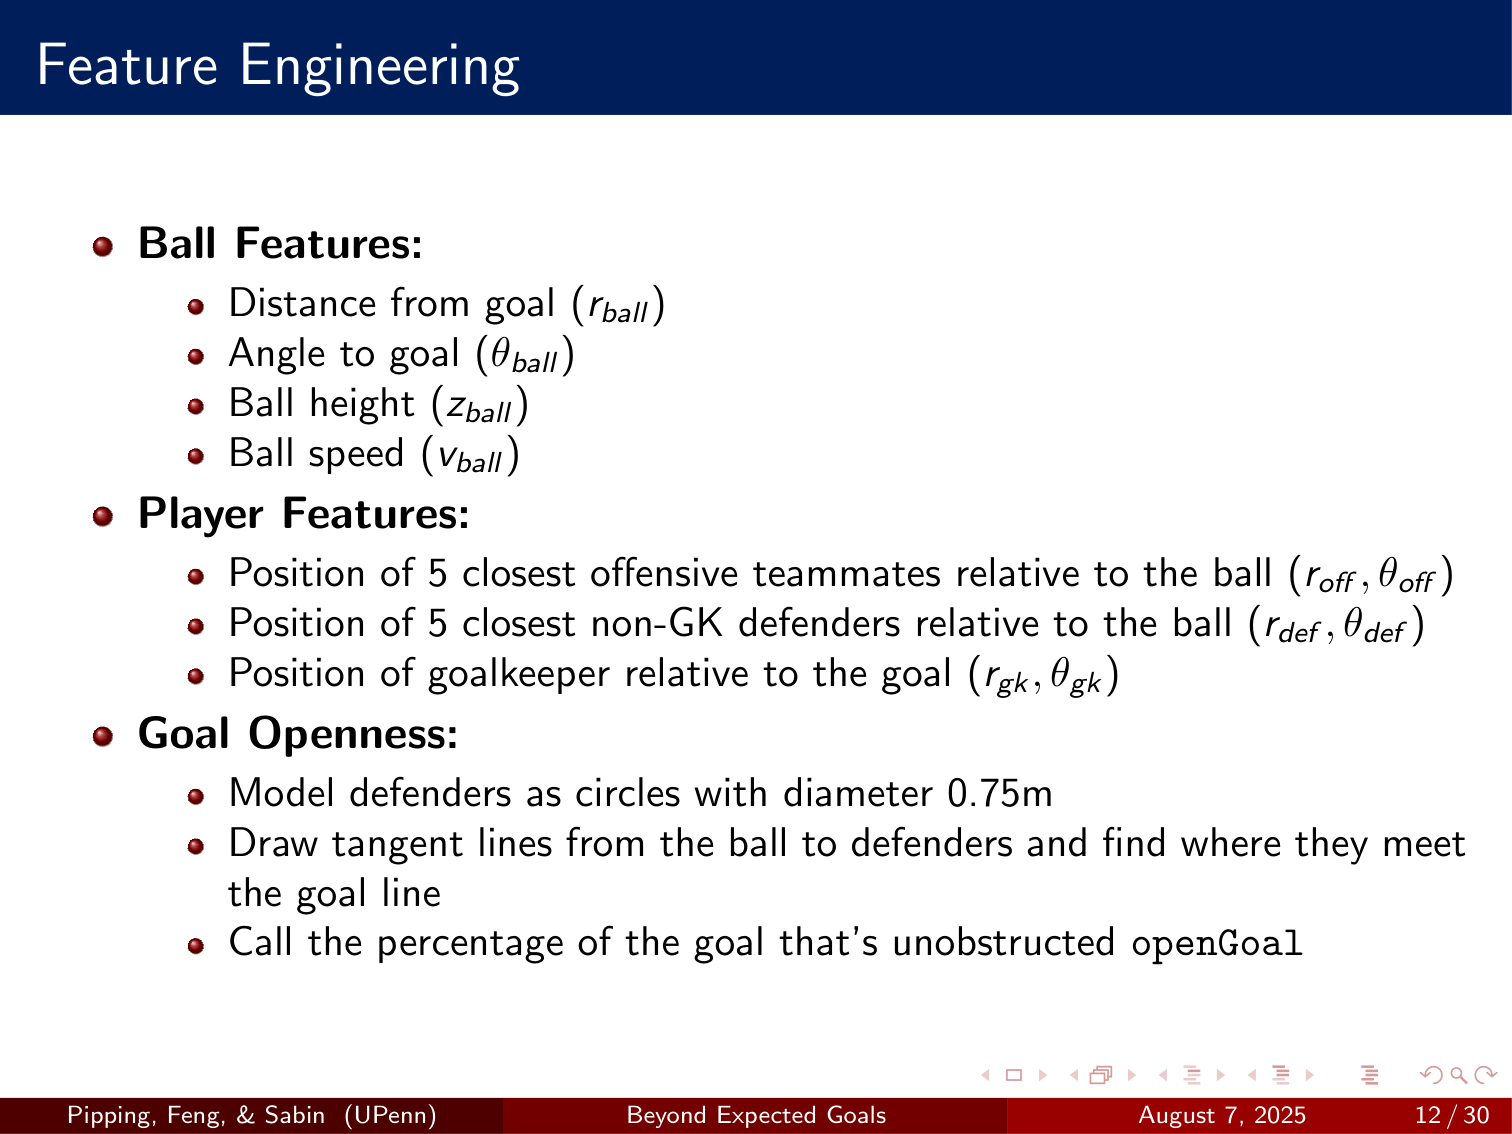 Feature Engineering
Ball Features:
Distance from goal (r_ball)
Angle to goal (θ_ball)
Ball height (z_ball)
Ball speed (v_ball)
Player Features:
Position of 5 closest offensive teammates relative to the ball (r_off, θ_off)
Position of 5 closest non-GK defenders relative to the ball (r_def, θ_def)
Position of goalkeeper relative to the goal (r_gk, θ_gk)
Goal Openness:
Model defenders as circles with diameter 0.75m
Draw tangent lines from the ball to defenders and find where they meet
the goal line
Call the percentage of the goal that's unobstructed openGoal
Pipping, Feng, & Sabin (UPenn) Beyond Expected Goals August 7, 2025 12 / 30